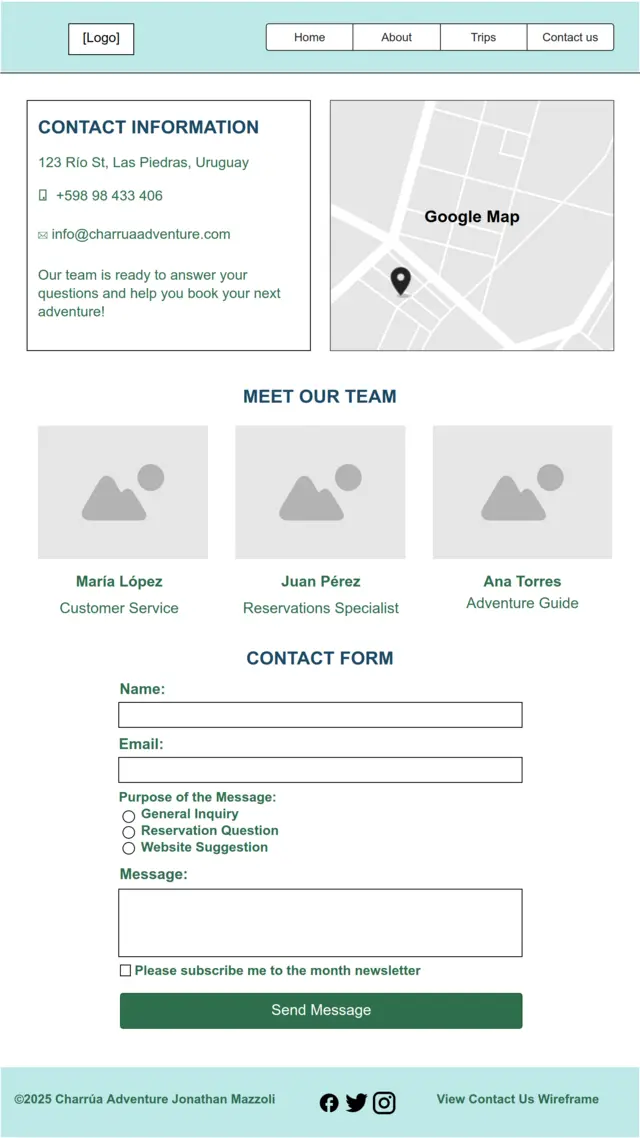 [Logo]
Home
About
Trips
Contact us
CONTACT INFORMATION
123 Río St, Las Piedras, Uruguay
+598 98 433 406
info@charruaadventure.com
Our team is ready to answer your
questions and help you book your next
adventure!
Google Map
MEET OUR TEAM
María López
Customer Service
Juan Pérez
Reservations Specialist
Ana Torres
Adventure Guide
CONTACT FORM
Name:
Email:
Purpose of the Message:
General Inquiry
Reservation Question
Website Suggestion
Message:
Please subscribe me to the month newsletter
Send Message
©2025 Charrúa Adventure Jonathan Mazzoli
View Contact Us Wireframe